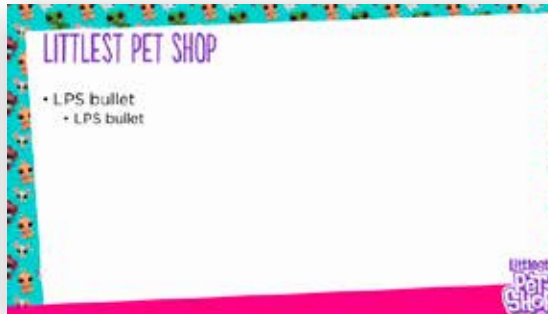 LITTLEST PET SHOP
• LPS bullet
• LPS bullet
Littlest
PET
SHOP